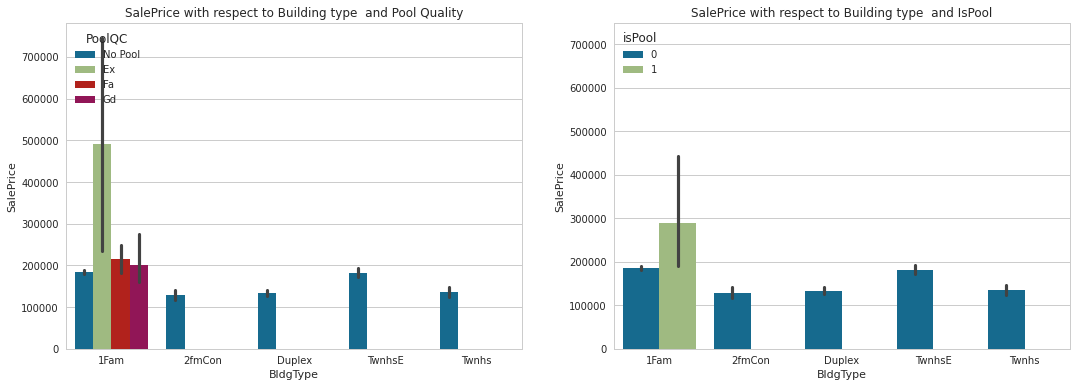 SalePrice with respect to Building type  and Pool Quality
PoolQC
No Pool
Ex
Fa
Gd
700000
600000
500000
400000
300000
200000
100000
0
SalePrice
1Fam
2fmCon
Duplex
TwnhsE
Twnhs
BldgType
SalePrice with respect to Building type  and IsPool
isPool
0
1
700000
600000
500000
400000
300000
200000
100000
0
SalePrice
1Fam
2fmCon
Duplex
TwnhsE
Twnhs
BldgType